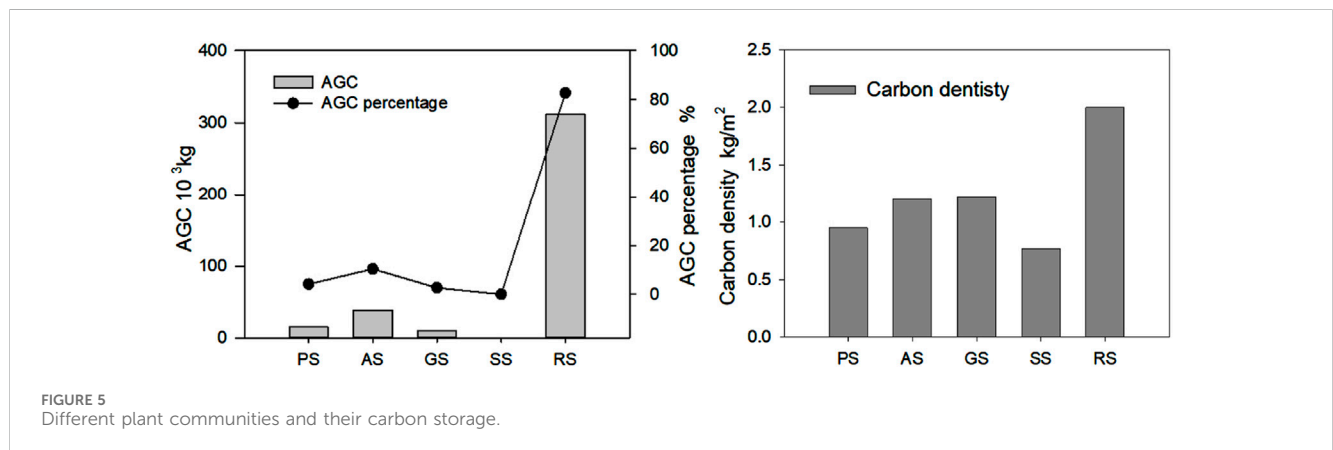 400
300
200
100
0
AGC 10 ³kg
AGC
AGC percentage
100
80
60
40
20
0
AGC percentage %
PS AS GS SS RS
2.5
2.0
1.5
1.0
0.5
0.0
Carbon density kg/m²
Carbon dentisty
PS AS GS SS RS
FIGURE 5
Different plant communities and their carbon storage.